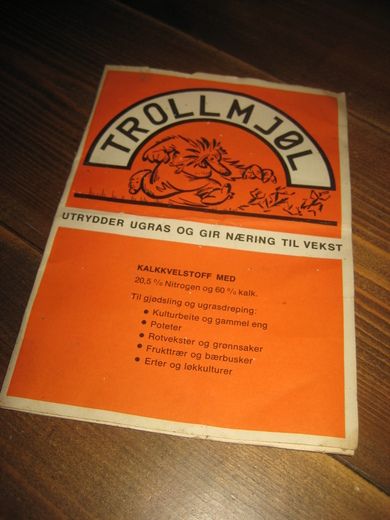 TROLLMJØL
UTRYDDER UGRAS OG GIR NÆRING TIL VEKST
KALKKVELSTOFF MED
20,5 % Nitrogen og 60 % kalk.
Til gjødsling og ugrasdreping:
• Kulturbeite og gammel eng
• Poteter
• Rotvekster og grønnsaker
• Frukttrær og bærbusker
• Erter og løkkulturer